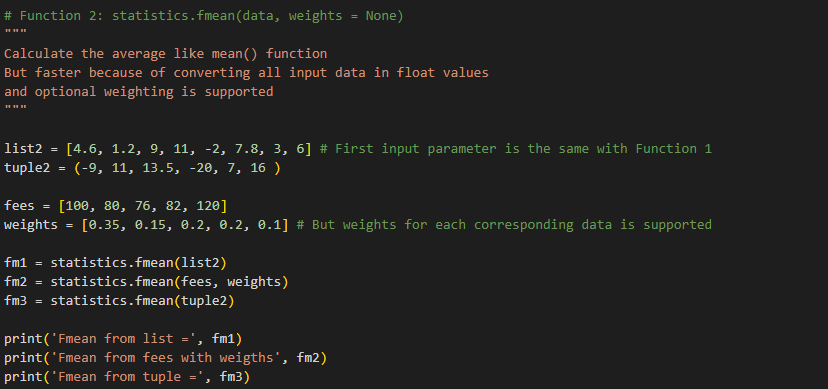 # Function 2: statistics.fmean(data, weights = None)
"""
Calculate the average like mean() function
But faster because of converting all input data in float values
and optional weighting is supported
"""
list2 = [4.6, 1.2, 9, 11, -2, 7.8, 3, 6] # First input parameter is the same with Function 1
tuple2 = (-9, 11, 13.5, -20, 7, 16 )
fees = [100, 80, 76, 82, 120]
weights = [0.35, 0.15, 0.2, 0.2, 0.1] # But weights for each corresponding data is supported
fm1 = statistics.fmean(list2)
fm2 = statistics.fmean(fees, weights)
fm3 = statistics.fmean(tuple2)
print('Fmean from list =', fm1)
print('Fmean from fees with weigths', fm2)
print('Fmean from tuple =', fm3)